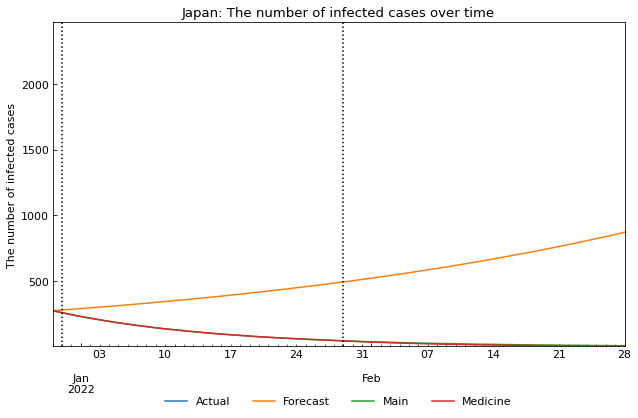 Japan: The number of infected cases over time
The number of infected cases
2000
1500
1000
500
03 10 17 24 31 07 14 21 28
Jan Feb
2022
Actual Forecast Main Medicine